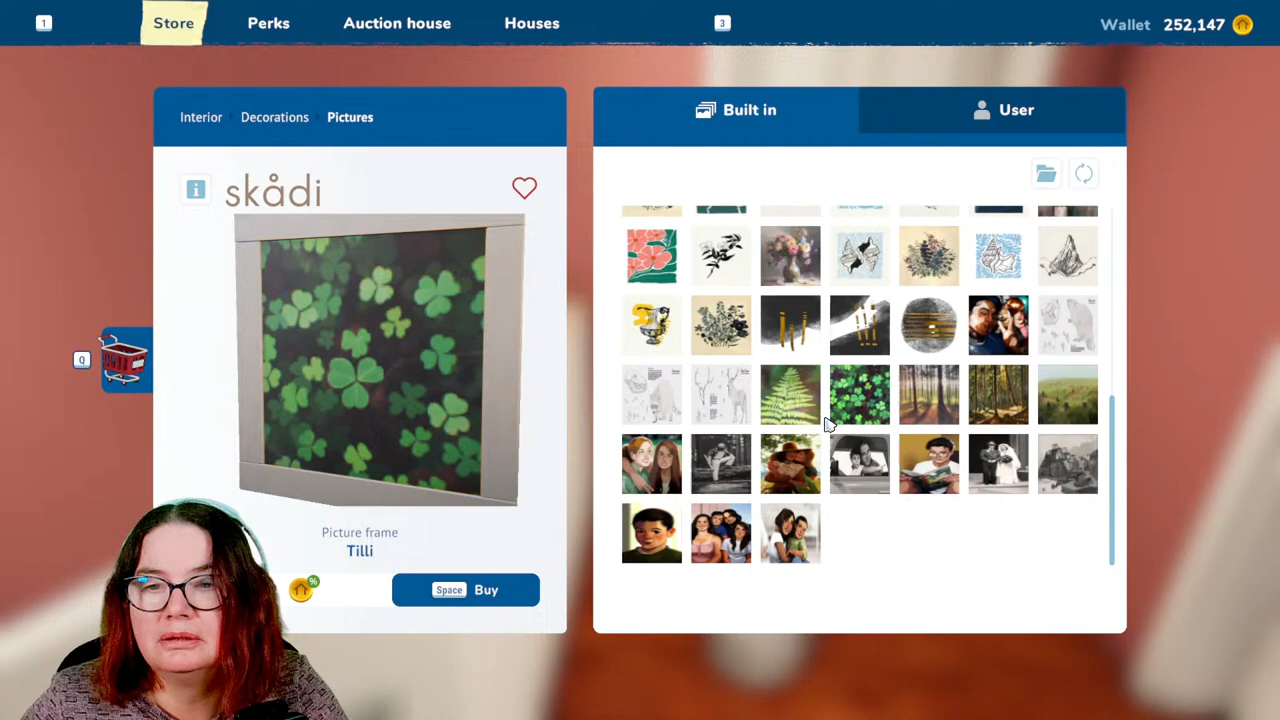 1 Store Perks Auction house Houses 3 Wallet 252,147
Interior Decorations Pictures
Built in
User
skådi
Q
Picture frame
Tilli
%
Space Buy